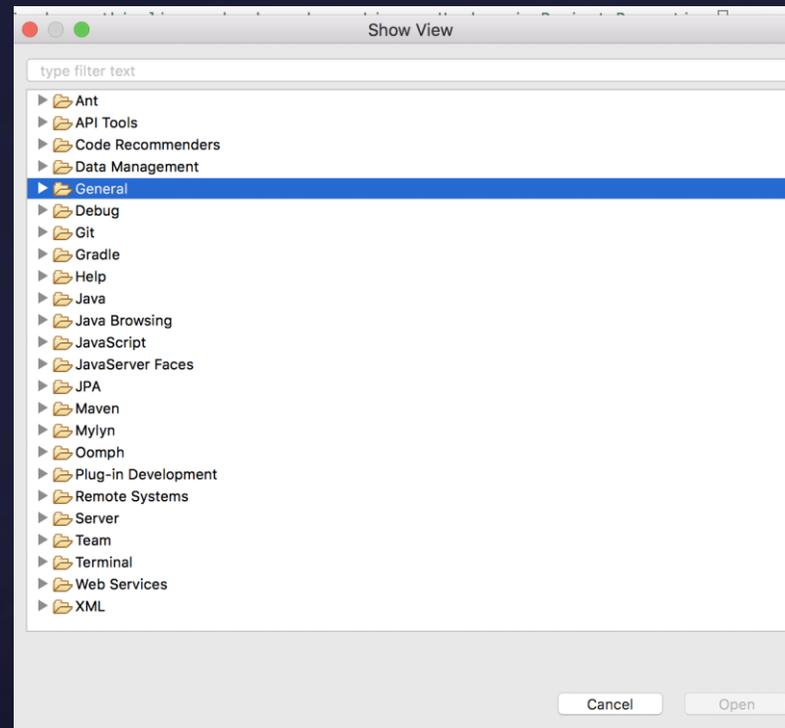 Show View
type filter text
Ant
API Tools
Code Recommenders
Data Management
General
Debug
Git
Gradle
Help
Java
Java Browsing
JavaScript
JavaServer Faces
JPA
Maven
Mylyn
Oomph
Plug-in Development
Remote Systems
Server
Team
Terminal
Web Services
XML
Cancel Open